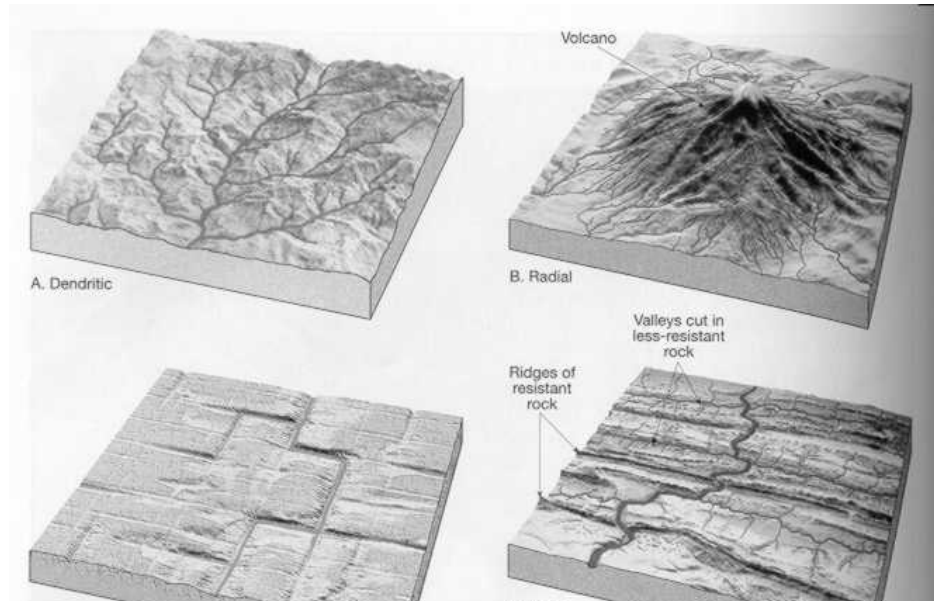 Volcano
A. Dendritic
B. Radial
Valleys cut in
less-resistant
rock
Ridges of
resistant
rock